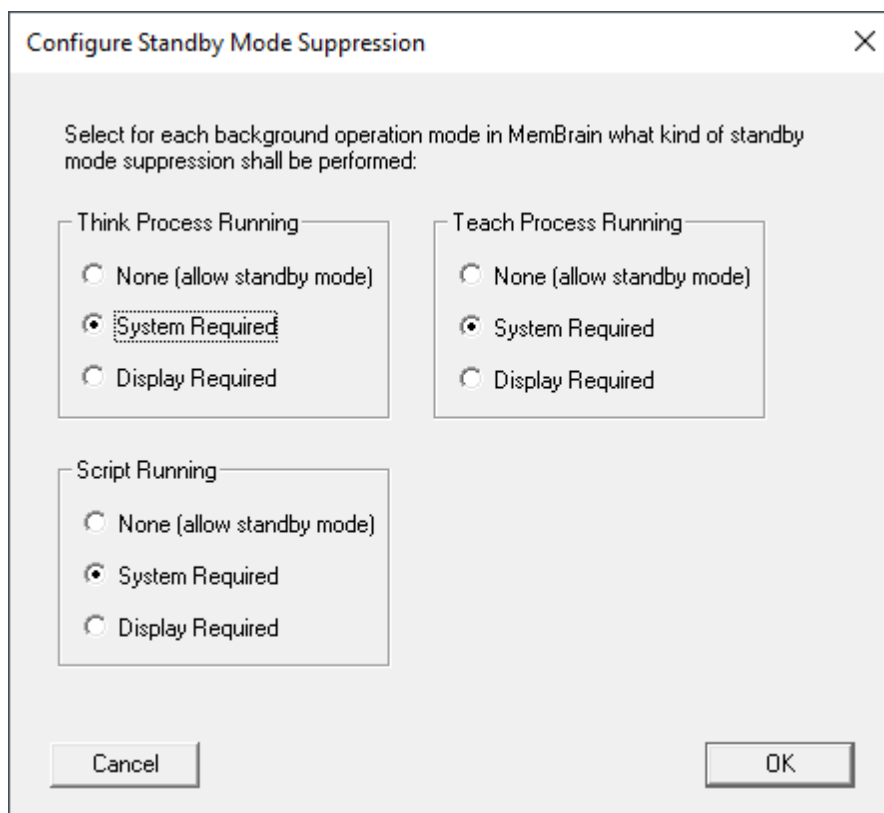 Configure Standby Mode Suppression
Select for each background operation mode in MemBrain what kind of standby
mode suppression shall be performed:
Think Process Running
None (allow standby mode)
System Required
Display Required
Teach Process Running
None (allow standby mode)
System Required
Display Required
Script Running
None (allow standby mode)
System Required
Display Required
Cancel
OK